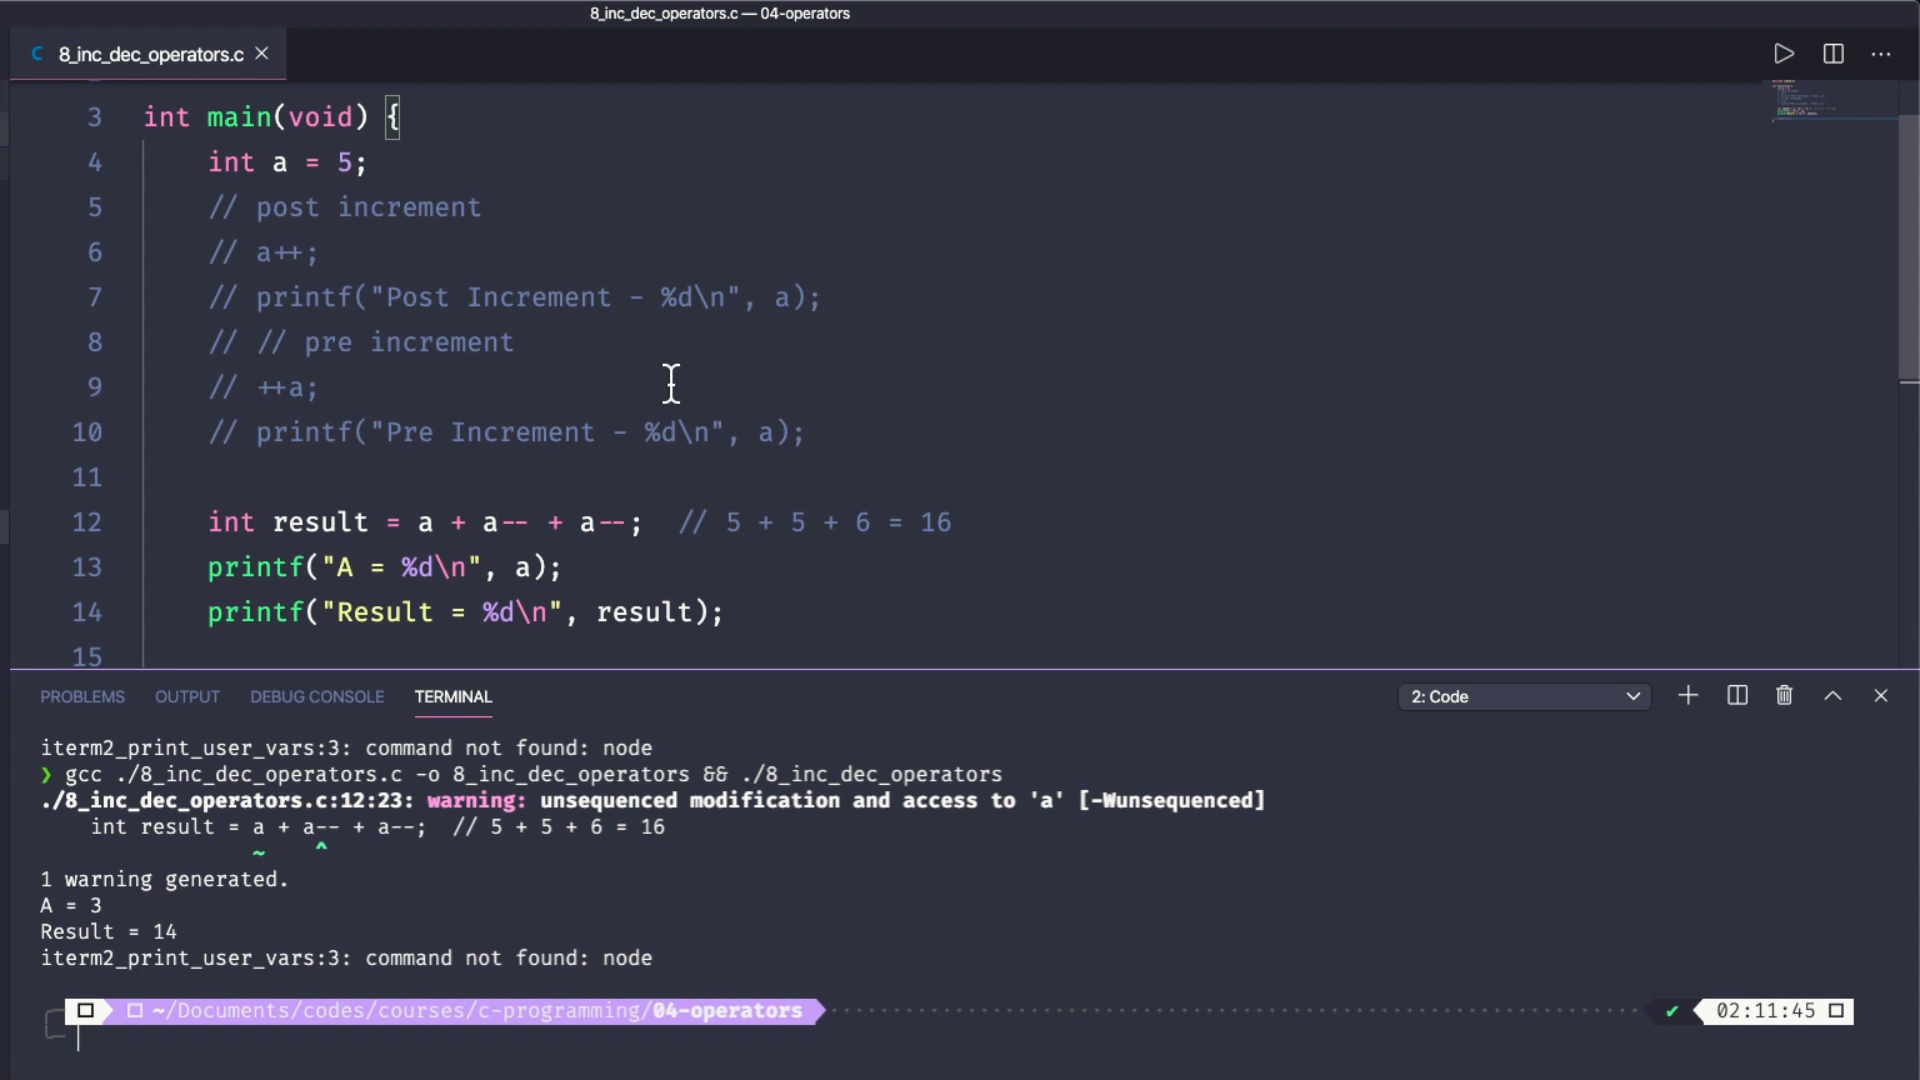 8_inc_dec_operators.c — 04-operators
C 8_inc_dec_operators.c
3 int main(void) {
4 int a = 5;
5 // post increment
6 // a++;
7 // printf("Post Increment - %d\n", a);
8 // // pre increment
9 // ++a;
10 // printf("Pre Increment - %d\n", a);
11
12 int result = a + a-- + a--; // 5 + 5 + 6 = 16
13 printf("A = %d\n", a);
14 printf("Result = %d\n", result);
15
PROBLEMS OUTPUT DEBUG CONSOLE TERMINAL 2: Code
iterm2_print_user_vars:3: command not found: node
❯ gcc ./8_inc_dec_operators.c -o 8_inc_dec_operators && ./8_inc_dec_operators
./8_inc_dec_operators.c:12:23: warning: unsequenced modification and access to 'a' [-Wunsequenced]
int result = a + a-- + a--; // 5 + 5 + 6 = 16
~ ^
1 warning generated.
A = 3
Result = 14
iterm2_print_user_vars:3: command not found: node
~/Documents/codes/courses/c-programming/04-operators ✔ 02:11:45